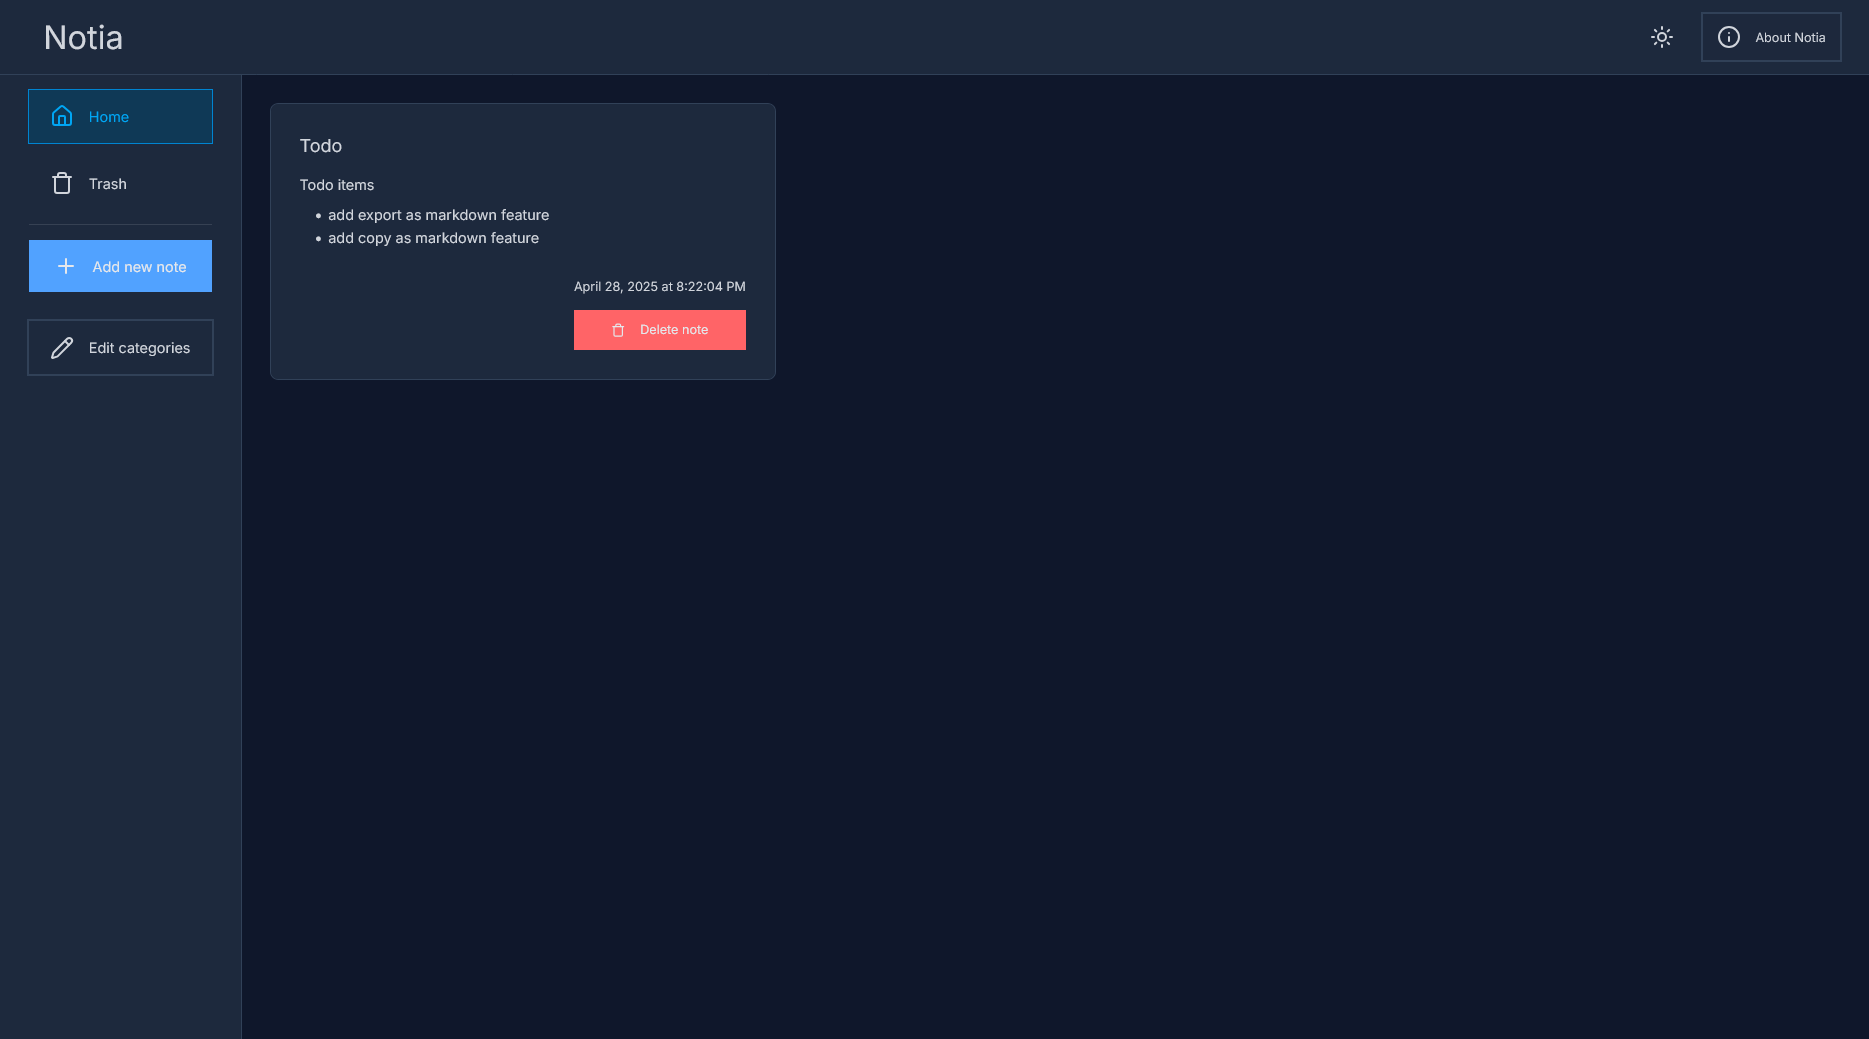 Notia
About Notia
Home
Trash
Add new note
Edit categories
Todo
Todo items
• add export as markdown feature
• add copy as markdown feature
April 28, 2025 at 8:22:04 PM
Delete note